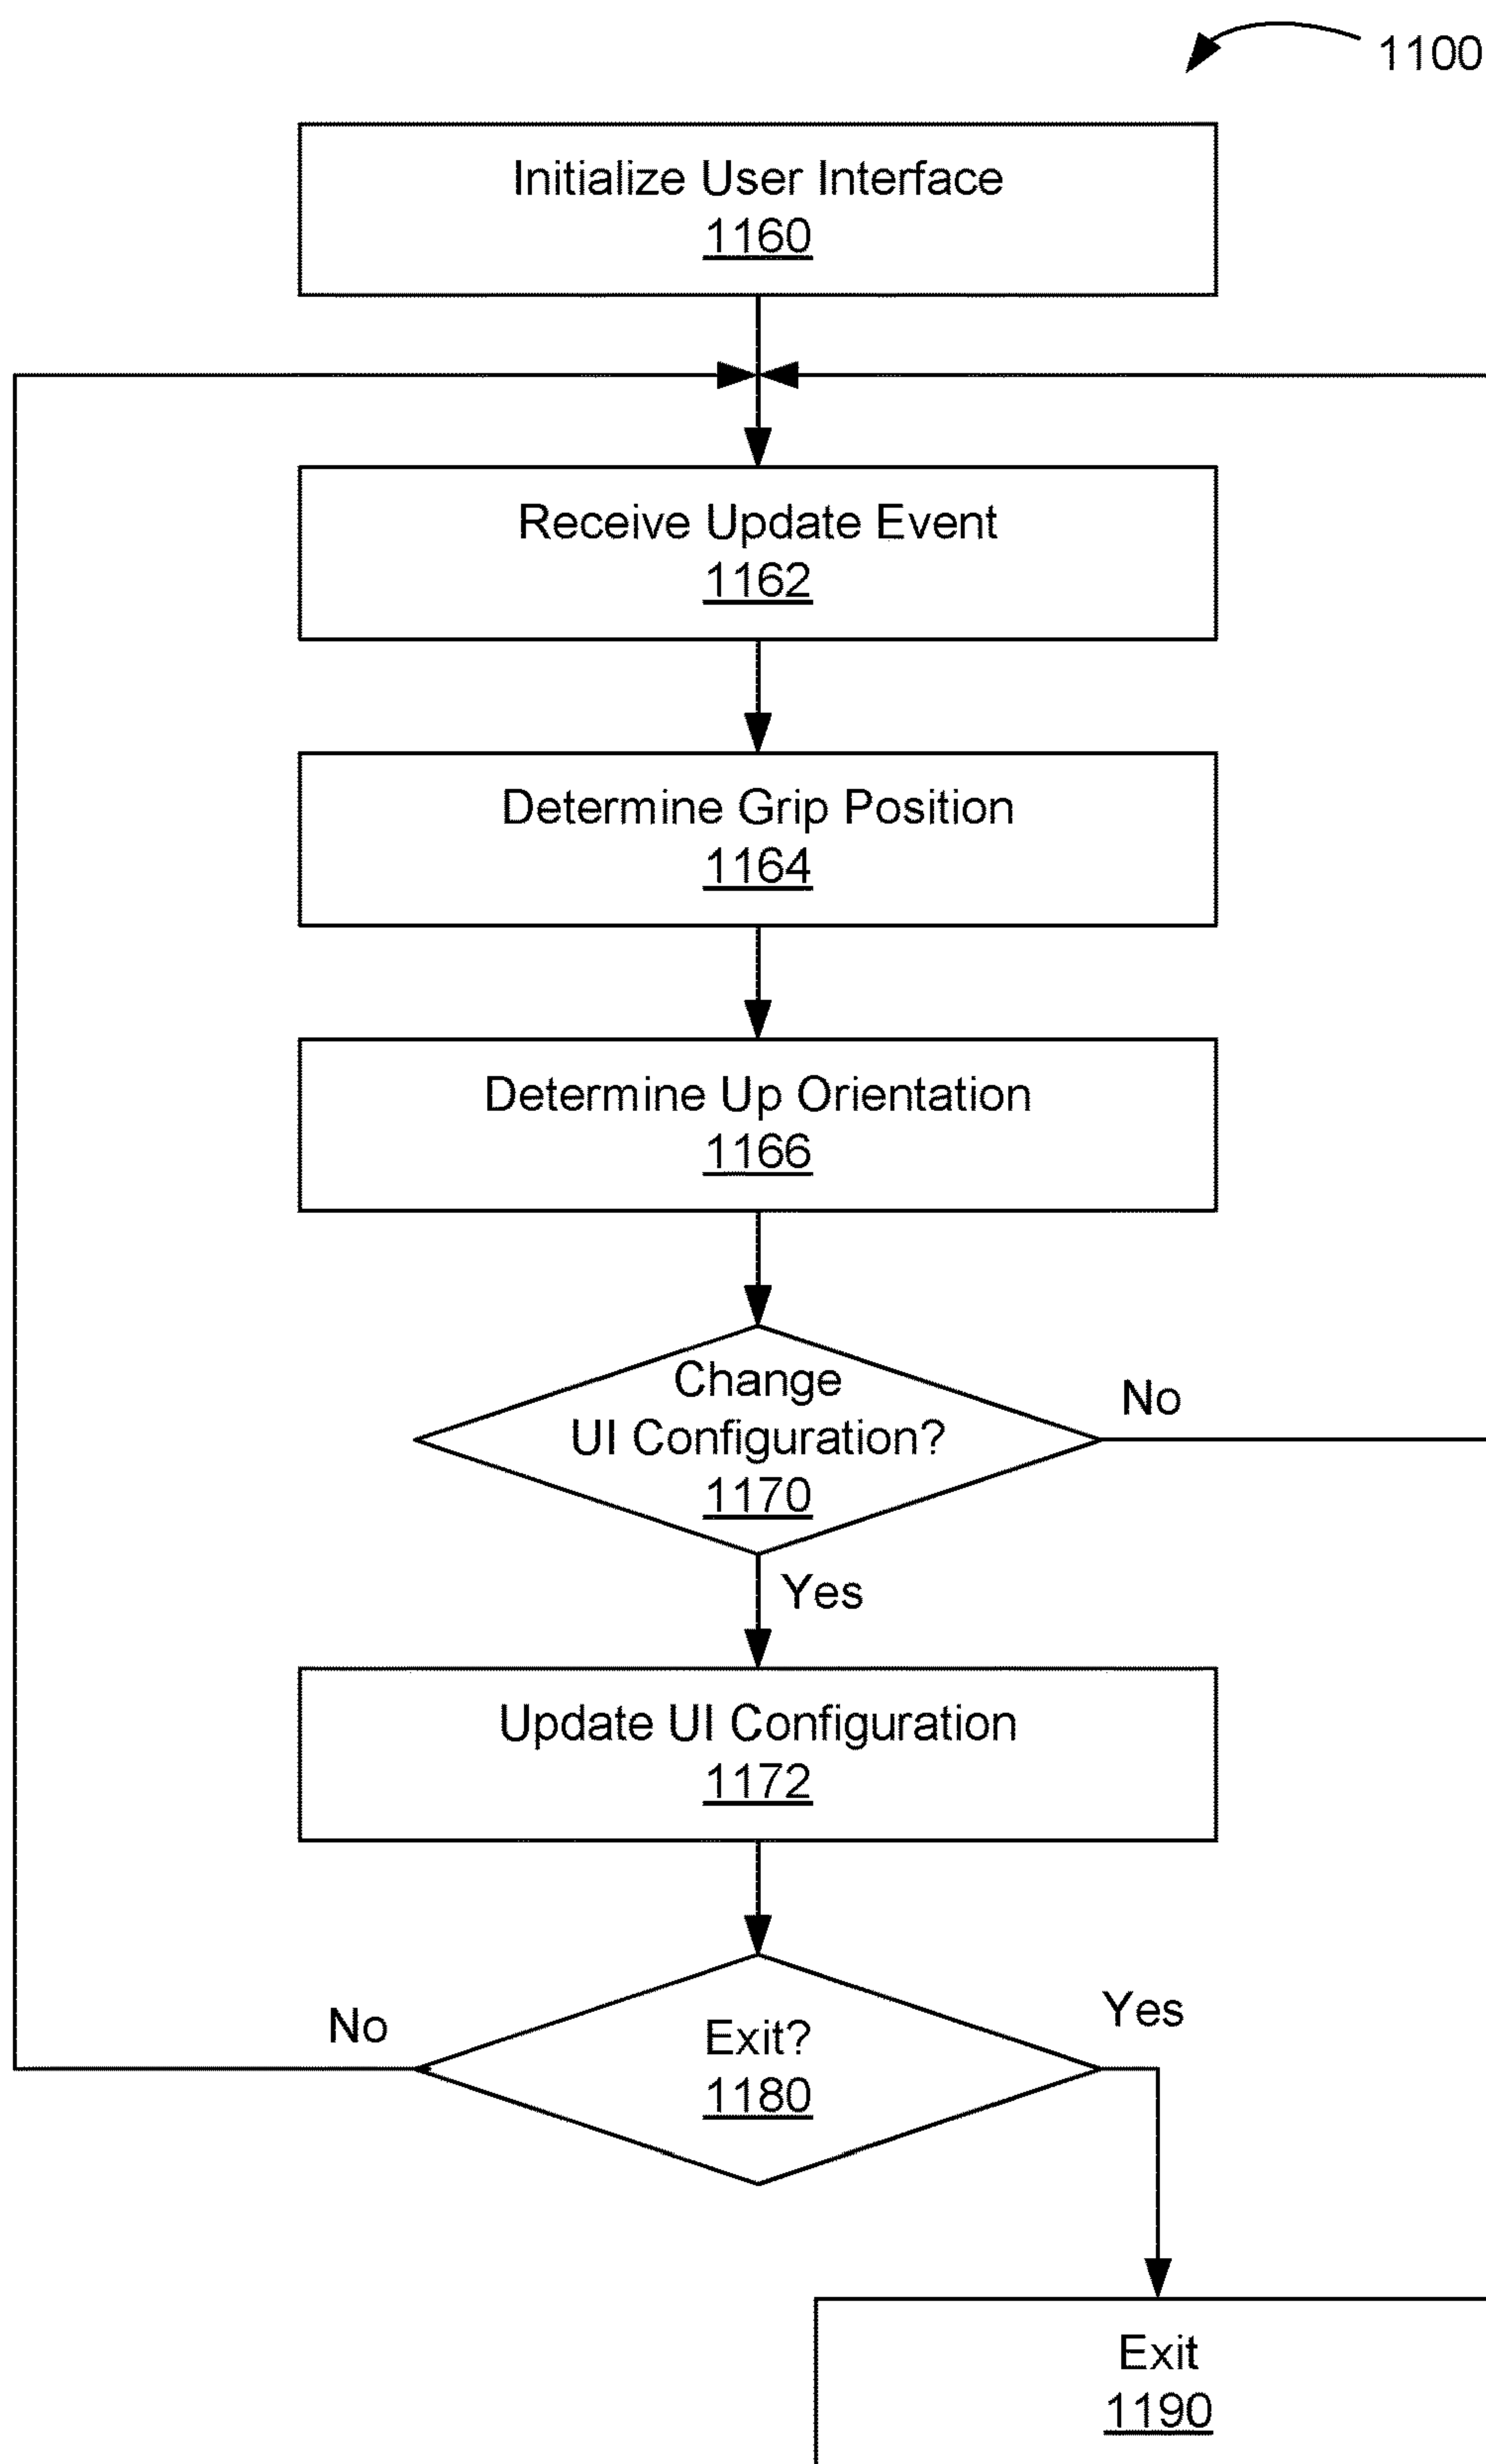 1100
Initialize User Interface
1160
Receive Update Event
1162
Determine Grip Position
1164
Determine Up Orientation
1166
Change
UI Configuration?
1170
No
Yes
Update UI Configuration
1172
No
Yes
Exit?
1180
Exit
1190